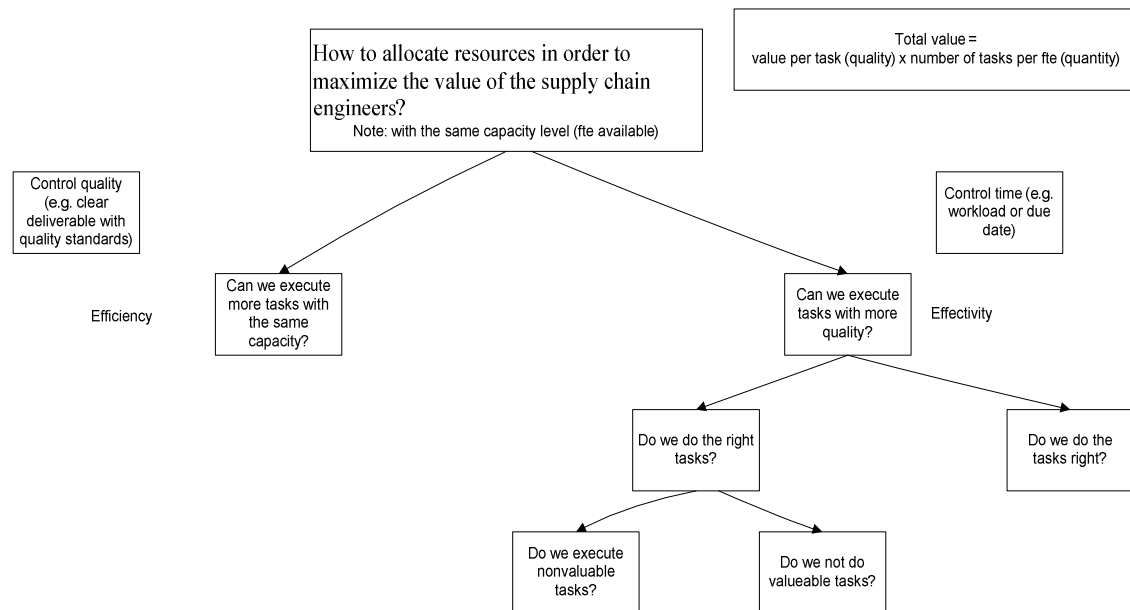 How to allocate resources in order to
maximize the value of the supply chain
engineers?
Note: with the same capacity level (fte available)
Total value =
value per task (quality) x number of tasks per fte (quantity)
Control quality
(e.g. clear
deliverable with
quality standards)
Control time (e.g.
workload or due
date)
Efficiency
Can we execute
more tasks with
the same
capacity?
Can we execute
tasks with more
quality?
Effectivity
Do we do the right
tasks?
Do we do the
tasks right?
Do we execute
nonvaluable
tasks?
Do we not do
valueable tasks?